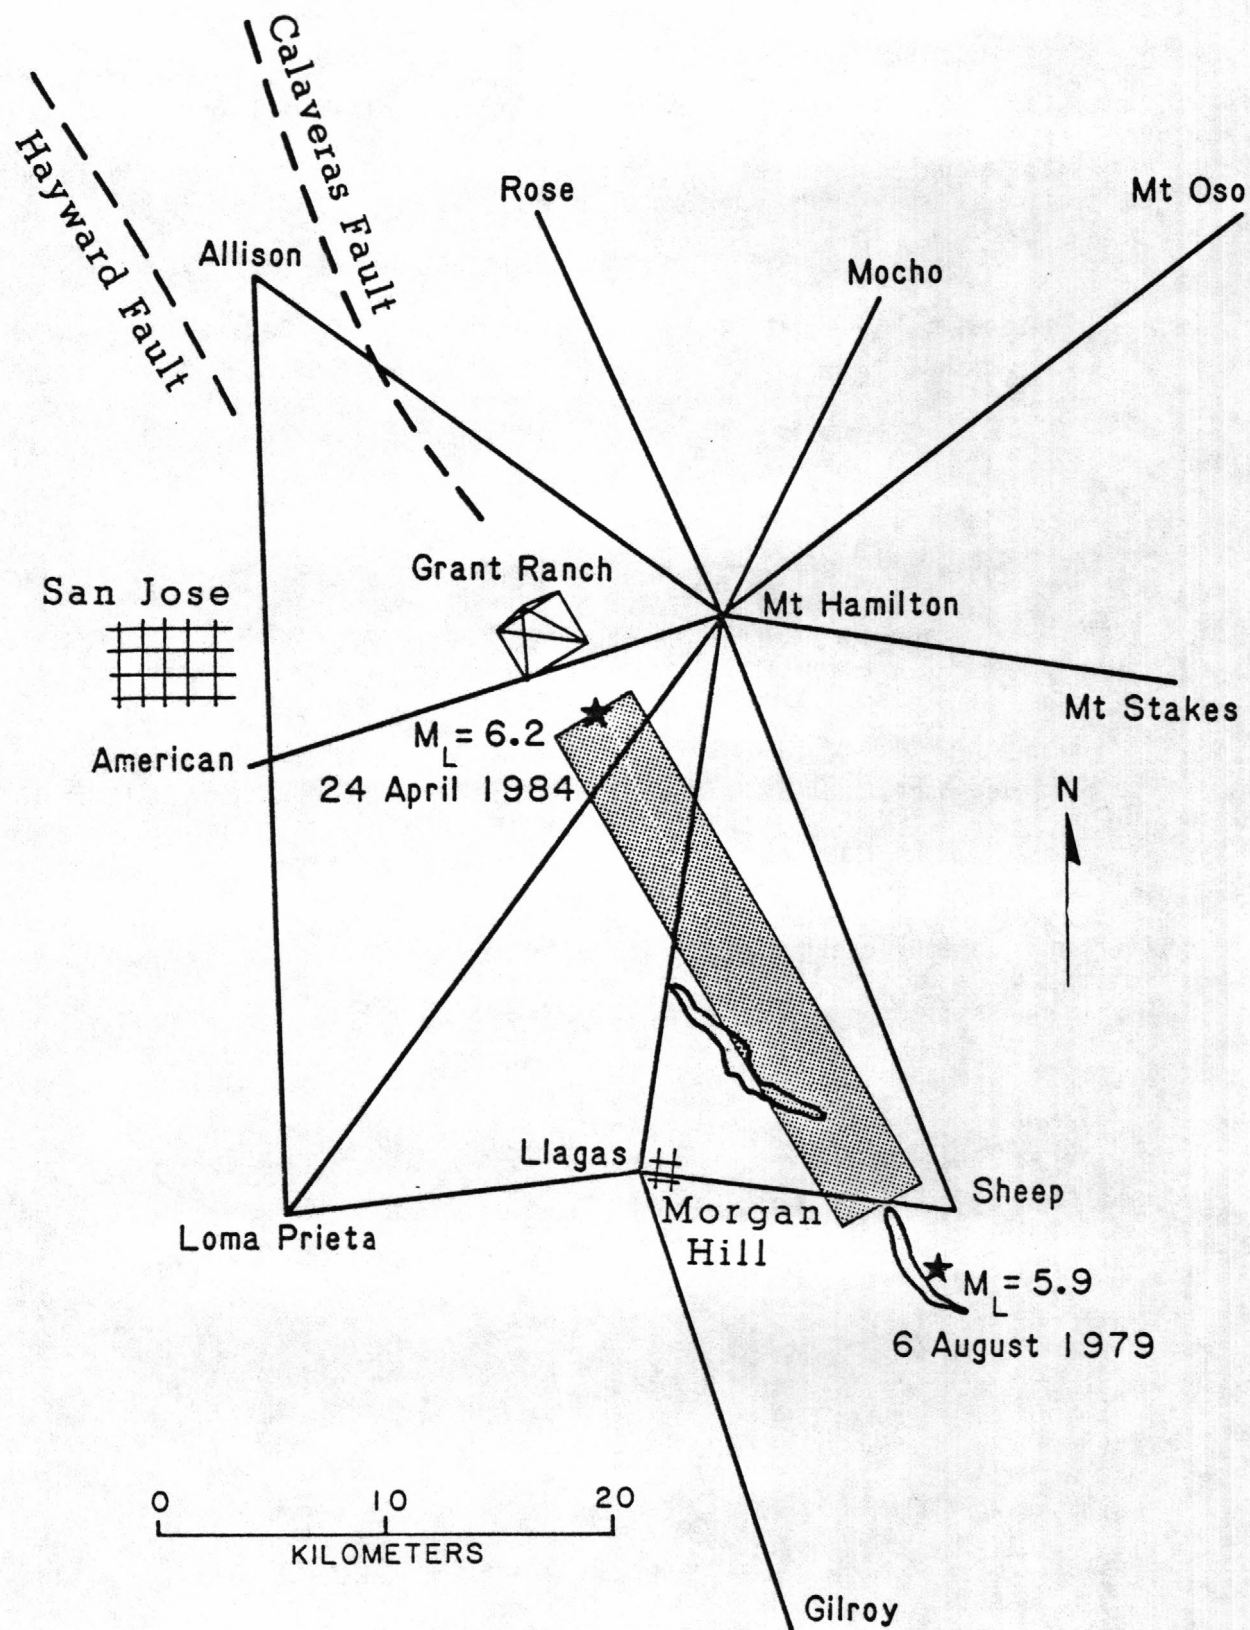 Calaveras Fault
Hayward Fault
Rose
Mt Oso
Allison
Mocho
Grant Ranch
San Jose
Mt Hamilton
Mt Stakes
M_L = 6.2
American
24 April 1984
N
Llagas
Sheep
Morgan
Hill
Loma Prieta
M_L = 5.9
6 August 1979
0 10 20
KILOMETERS
Gilroy